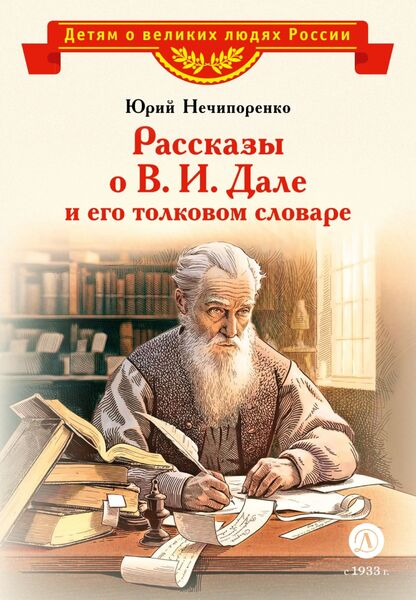 Детям о великих людях России
Юрий Нечипоренко
Рассказы
о В. И. Дале
и его толковом словаре
с 1933 г.